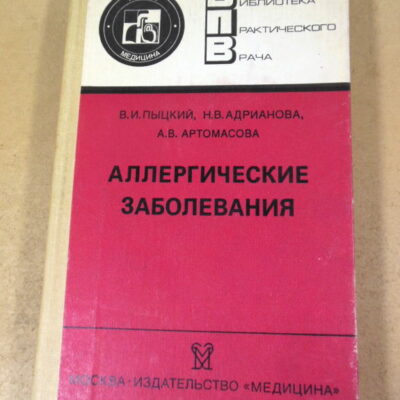 МЕДИЦИНА
БИБЛИОТЕКА
ПРАКТИЧЕСКОГО
ВРАЧА
В.И.ПЫЦКИЙ, Н.В.АДРИАНОВА,
А.В. АРТОМАСОВА
АЛЛЕРГИЧЕСКИЕ
ЗАБОЛЕВАНИЯ
МОСКВА·ИЗДАТЕЛЬСТВО «МЕДИЦИНА»